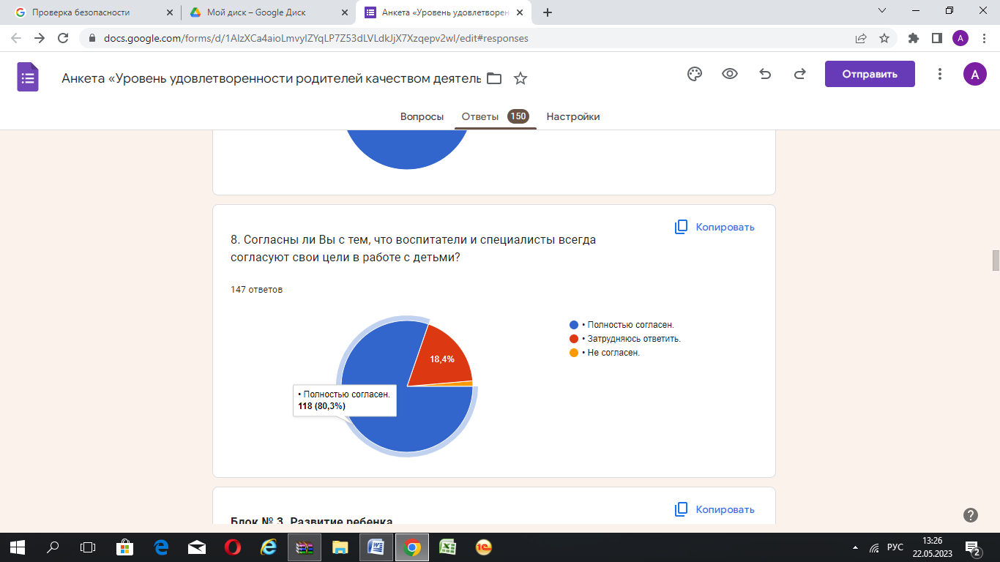 Проверка безопасности
Мой диск – Google Диск
Анкета «Уровень удовлетворен
docs.google.com/forms/d/1AlzXCa4aioLmvylZYqLP7Z53dLVLdkJjX7Xzqepv2wI/edit#responses
A
Анкета «Уровень удовлетворенности родителей качеством деятель
Отправить
A
Вопросы
Ответы 150
Настройки
Копировать
8. Согласны ли Вы с тем, что воспитатели и специалисты всегда
согласуют свои цели в работе с детьми?
147 ответов
• Полностью согласен.
• Затрудняюсь ответить.
• Не согласен.
18,4%
• Полностью согласен.
118 (80,3%)
Копировать
Блок № 3. Развитие ребенка
РУС
13:26
22.05.2023
2